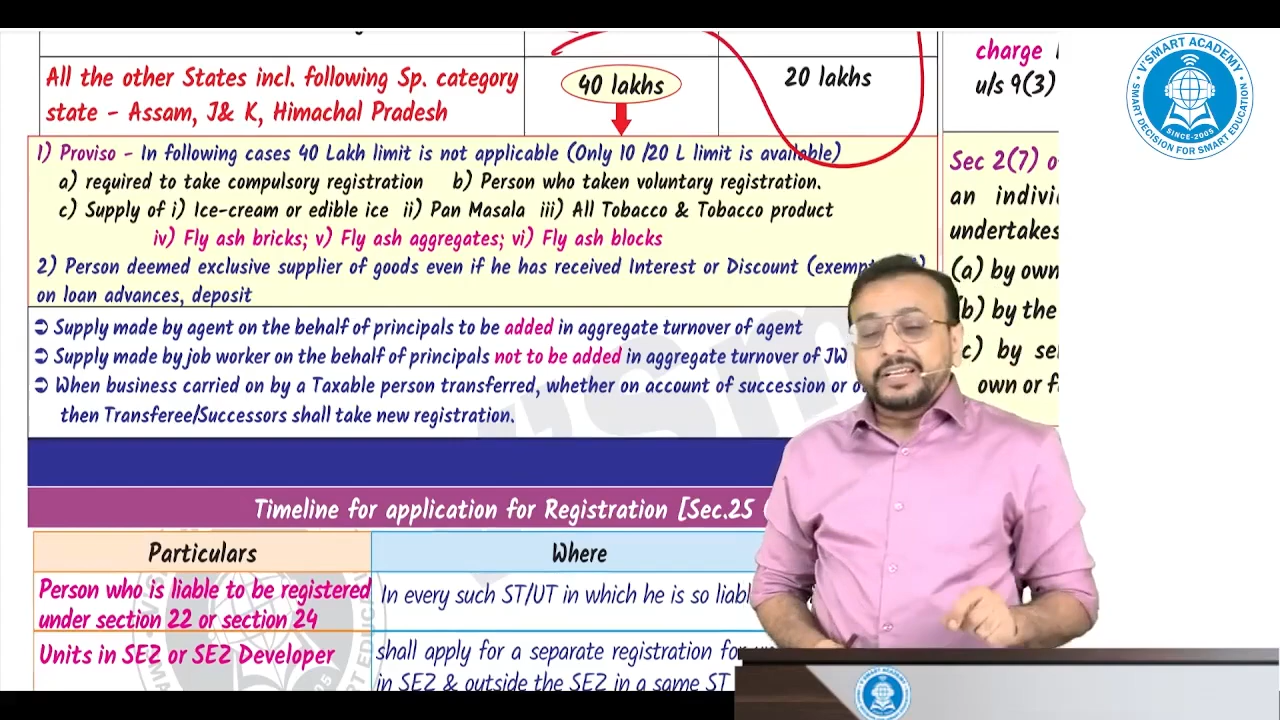 All the other States incl. following Sp. category
state - Assam, J& K, Himachal Pradesh
40 lakhs
20 lakhs
1) Proviso - In following cases 40 Lakh limit is not applicable (Only 10 /20 L limit is available)
a) required to take compulsory registration b) Person who taken voluntary registration.
c) Supply of i) Ice-cream or edible ice ii) Pan Masala iii) All Tobacco & Tobacco product
iv) Fly ash bricks; v) Fly ash aggregates; vi) Fly ash blocks
2) Person deemed exclusive supplier of goods even if he has received Interest or Discount
on loan advances, deposit
➲ Supply made by agent on the behalf of principals to be added in aggregate turnover of agent
➲ Supply made by job worker on the behalf of principals not to be added in aggregate turnover of JW
➲ When business carried on by a Taxable person transferred, whether on account of succession or
then Transferee/Successors shall take new registration.
Timeline for application for Registration [Sec.25
Particulars
Where
Person who is liable to be registered
under section 22 or section 24
In every such ST/UT in which he is so
Units in SEZ or SEZ Developer
shall apply for a separate registration for
in SEZ & outside the SEZ in a same ST
charge
u/s 9(3)
Sec 2(7)
an
undertakes
(a) by own
(b) by the
c) by
own or
V'SMART ACADEMY
SMART DECISION FOR SMART EDUCATION
SINCE-2005